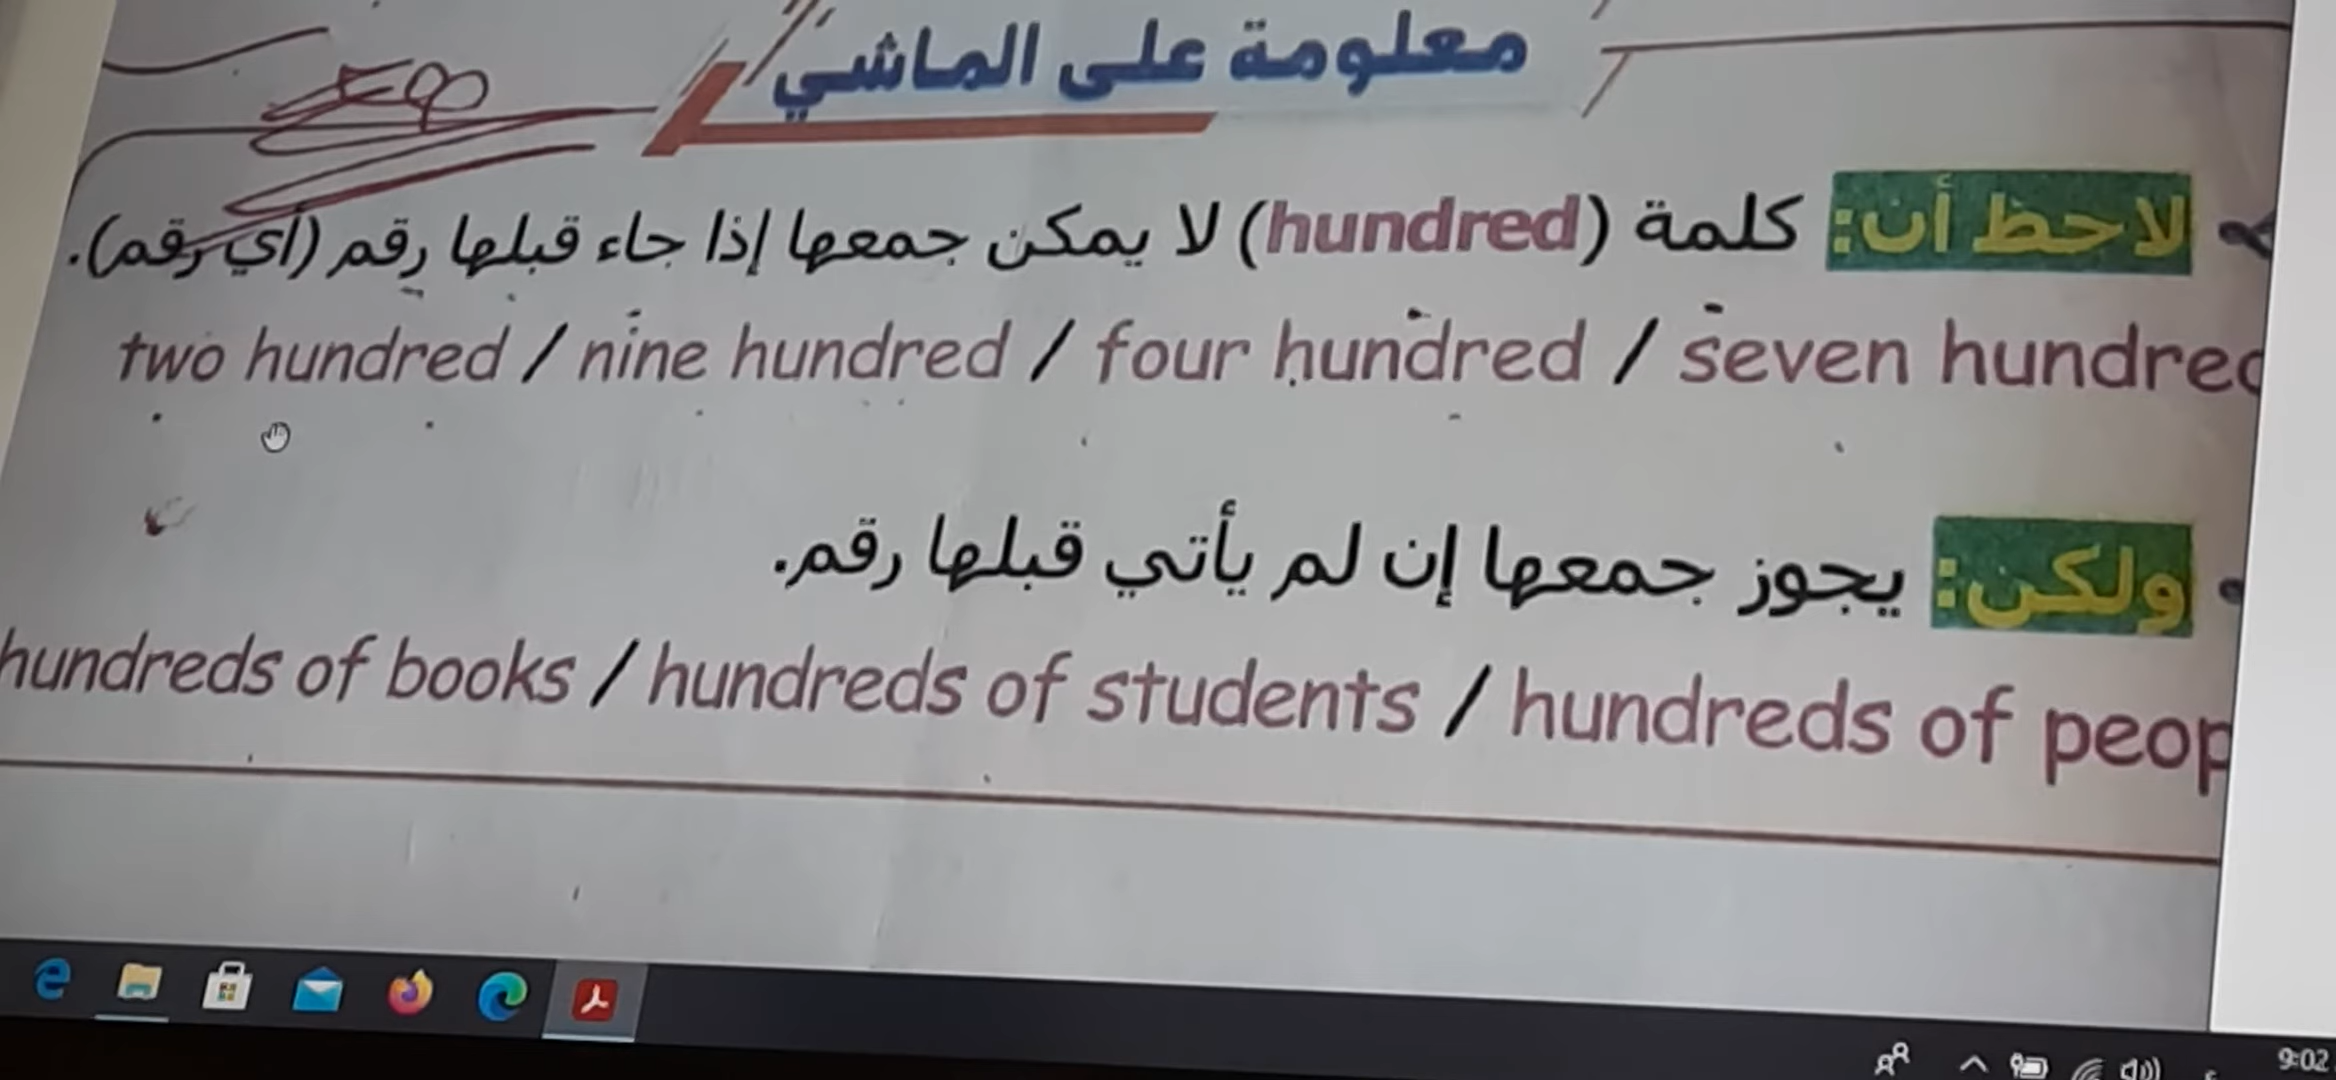 معلومة على الماشي
لاحظ أن: كلمة (hundred) لا يمكن جمعها إذا جاء قبلها رقم (أي رقم).
two hundred / nine hundred / four hundred / seven hundred
ولكن: يجوز جمعها إن لم يأتي قبلها رقم.
hundreds of books / hundreds of students / hundreds of peop
9:02